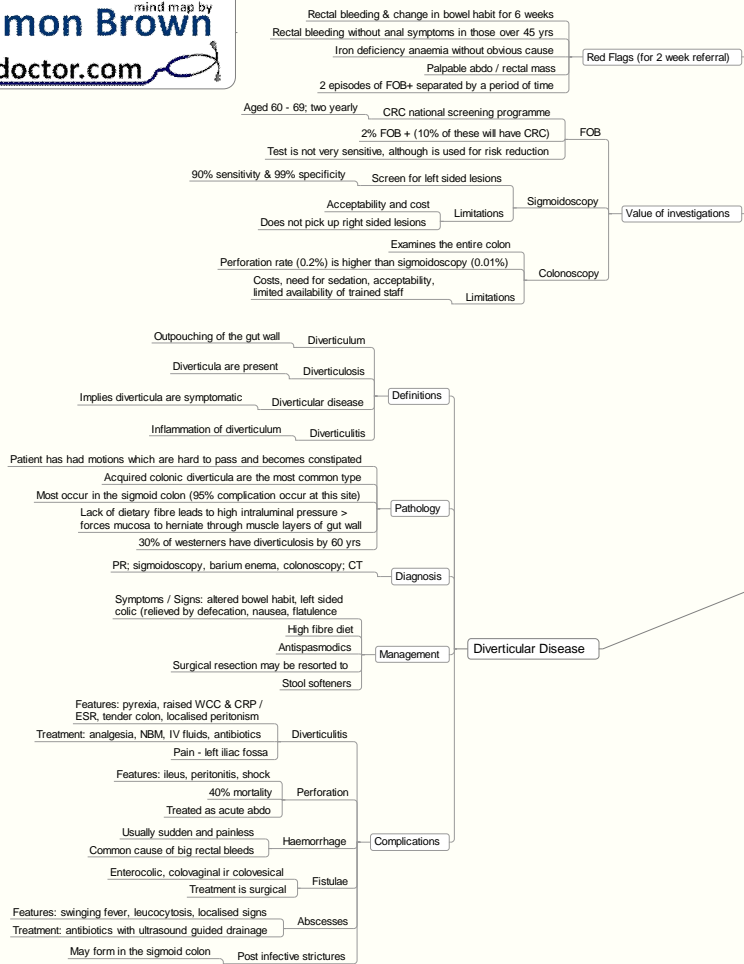 mind map by
mon Brown
doctor.com
Rectal bleeding & change in bowel habit for 6 weeks
Rectal bleeding without anal symptoms in those over 45 yrs
Iron deficiency anaemia without obvious cause
Palpable abdo / rectal mass
2 episodes of FOB+ separated by a period of time
Red Flags (for 2 week referral)
Aged 60 - 69; two yearly
CRC national screening programme
2% FOB + (10% of these will have CRC)
Test is not very sensitive, although is used for risk reduction
FOB
90% sensitivity & 99% specificity
Screen for left sided lesions
Acceptability and cost
Does not pick up right sided lesions
Limitations
Sigmoidoscopy
Value of investigations
Examines the entire colon
Perforation rate (0.2%) is higher than sigmoidoscopy (0.01%)
Costs, need for sedation, acceptability,
limited availability of trained staff
Limitations
Colonoscopy
Outpouching of the gut wall
Diverticulum
Diverticula are present
Diverticulosis
Implies diverticula are symptomatic
Diverticular disease
Inflammation of diverticulum
Diverticulitis
Definitions
Patient has had motions which are hard to pass and becomes constipated
Acquired colonic diverticula are the most common type
Most occur in the sigmoid colon (95% complication occur at this site)
Lack of dietary fibre leads to high intraluminal pressure >
forces mucosa to herniate through muscle layers of gut wall
30% of westerners have diverticulosis by 60 yrs
Pathology
PR; sigmoidoscopy, barium enema, colonoscopy; CT
Diagnosis
Symptoms / Signs: altered bowel habit, left sided
colic (relieved by defecation, nausea, flatulence
High fibre diet
Antispasmodics
Surgical resection may be resorted to
Stool softeners
Management
Diverticular Disease
Features: pyrexia, raised WCC & CRP /
ESR, tender colon, localised peritonism
Treatment: analgesia, NBM, IV fluids, antibiotics
Pain - left iliac fossa
Diverticulitis
Features: ileus, peritonitis, shock
40% mortality
Treated as acute abdo
Perforation
Usually sudden and painless
Common cause of big rectal bleeds
Haemorrhage
Complications
Enterocolic, colovaginal ir colovesical
Treatment is surgical
Fistulae
Features: swinging fever, leucocytosis, localised signs
Treatment: antibiotics with ultrasound guided drainage
Abscesses
May form in the sigmoid colon
Post infective strictures